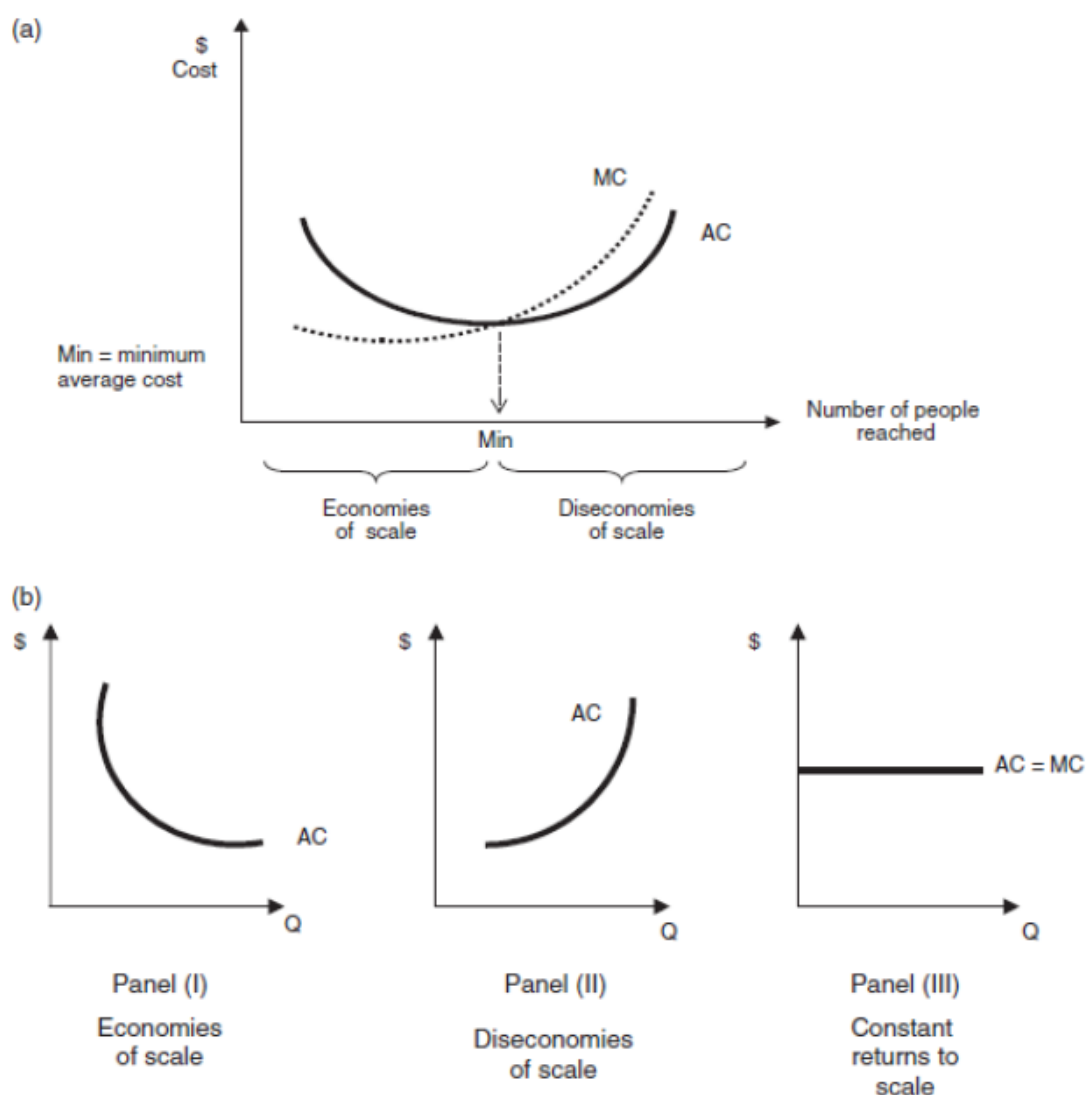 (a)
$
Cost
MC
AC
Min = minimum
average cost
Number of people
reached
Min
Economies
of scale
Diseconomies
of scale
(b)
$
AC
Q
$
AC
Q
$
AC = MC
Q
Panel (I)
Economies
of scale
Panel (II)
Diseconomies
of scale
Panel (III)
Constant
returns to
scale